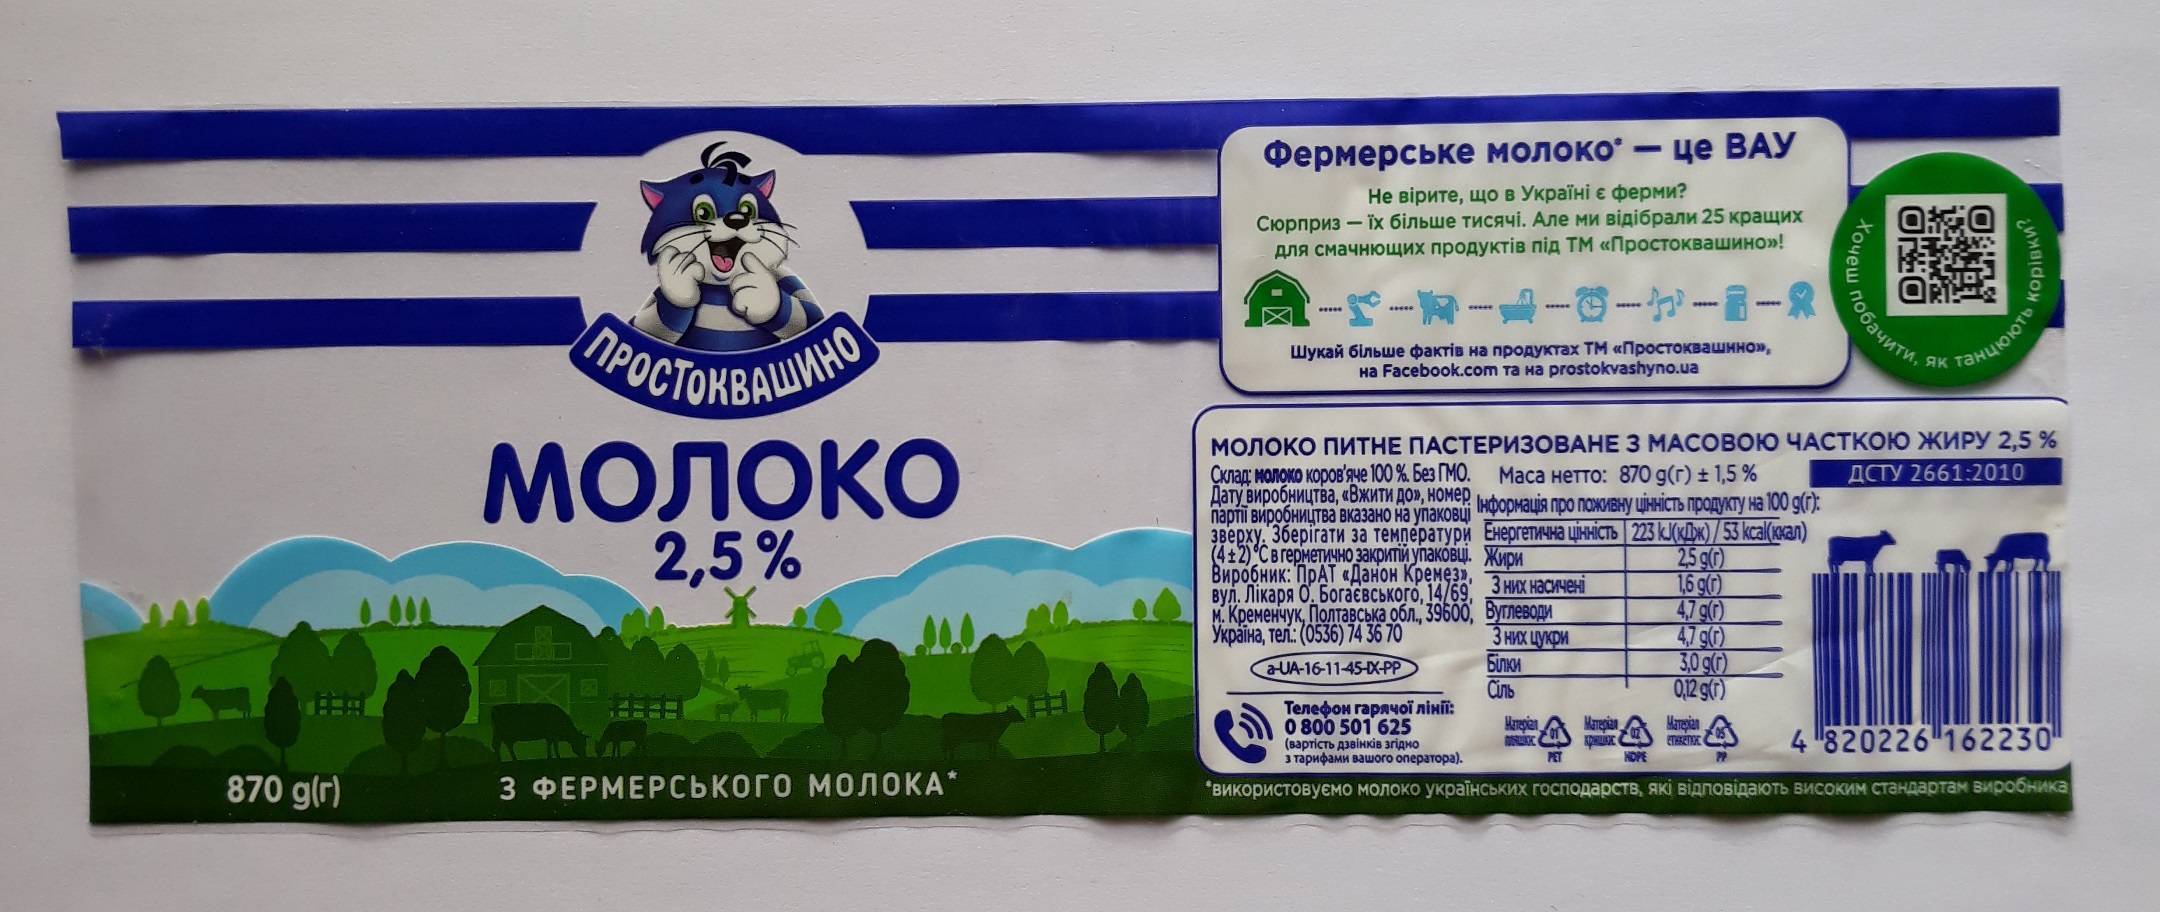 ПРОСТОКВАШИНО
МОЛОКО
2,5 %
870 g(г)
З ФЕРМЕРСЬКОГО МОЛОКА*
Фермерське молоко* — це ВАУ
Не вірите, що в Україні є ферми?
Сюрприз — їх більше тисячі. Але ми відібрали 25 кращих
для смачнющих продуктів під ТМ «Простоквашино»!
Шукай більше фактів на продуктах ТМ «Простоквашино»,
на Facebook.com та на prostokvashyno.ua
Хочеш побачити, як танцюють корівки?
МОЛОКО ПИТНЕ ПАСТЕРИЗОВАНЕ З МАСОВОЮ ЧАСТКОЮ ЖИРУ 2,5 %
Склад: молоко коров'яче 100 %. Без ГМО.
Дату виробництва, «Вжити до», номер
партії виробництва вказано на упаковці
зверху. Зберігати за температури
(4 ± 2) °С в герметично закритій упаковці.
Виробник: ПрАТ «Данон Кремез»,
вул. Лікаря О. Богаєвського, 14/69,
м. Кременчук, Полтавська обл., 39600,
Україна, тел.: (0536) 74 36 70
a-UA-16-11-45-IX-PP
Телефон гарячої лінії:
0 800 501 625
(вартість дзвінків згідно
з тарифами вашого оператора).
Маса нетто: 870 g(г) ± 1,5 %
ДСТУ 2661:2010
Інформація про поживну цінність продукту на 100 g(г):
Енергетична цінність 223 kJ(кДж) / 53 kcal(ккал)
Жири 2,5 g(г)
З них насичені 1,6 g(г)
Вуглеводи 4,7 g(г)
З них цукри 4,7 g(г)
Білки 3,0 g(г)
Сіль 0,12 g(г)
Матеріал пляшки: 01 PET
Матеріал кришки: 02 HDPE
Матеріал етикетки: 05 PP
4 820226 162230
*використовуємо молоко українських господарств, які відповідають високим стандартам виробника